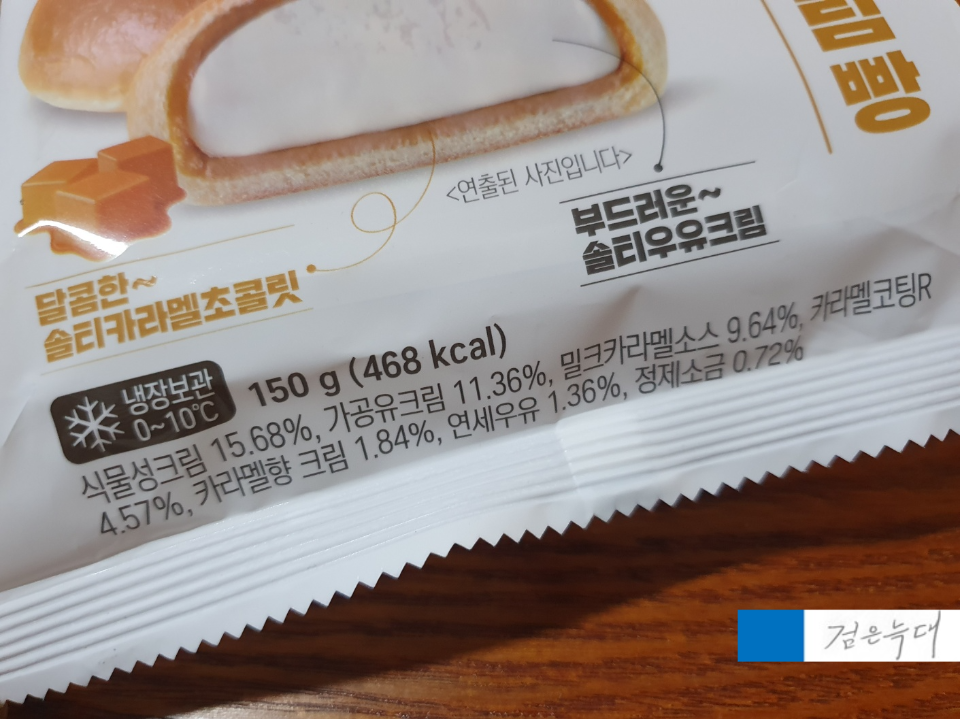 크림빵
<연출된 사진입니다>
부드러운~
솔티우유크림
달콤한~
솔티카라멜초콜릿
냉장보관
0~10℃
150 g (468 kcal)
식물성크림 15.68%, 가공유크림 11.36%, 밀크카라멜소스 9.64%, 카라멜코팅R
4.57%, 카라멜향 크림 1.84%, 연세우유 1.36%, 정제소금 0.72%
검은늑대